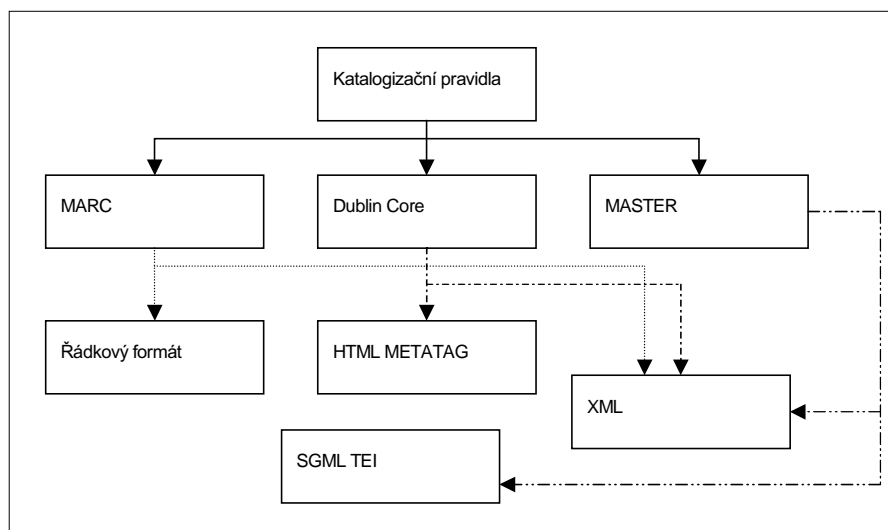 Katalogizační pravidla
MARC
Dublin Core
MASTER
Řádkový formát
HTML METATAG
XML
SGML TEI